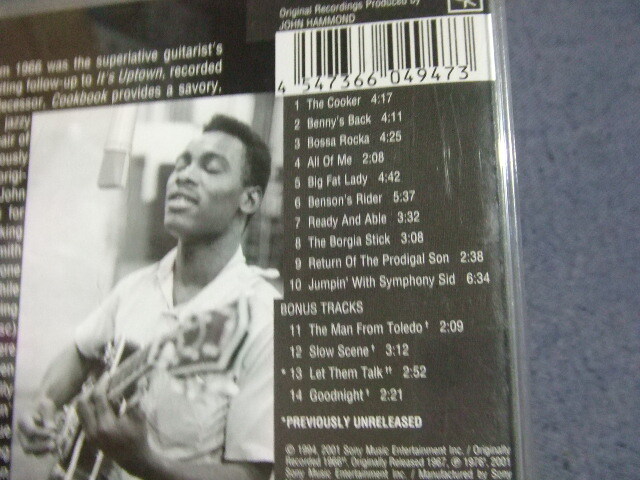 Original Recordings Produced by
JOHN HAMMOND
1966 was the superlative guitarist's
follow-up to It's Uptown, recorded
Cookbook provides a savory,
jazzy
4 547366 049473
1 The Cooker 4:17
2 Benny's Back 4:11
3 Bossa Rocka 4:25
4 All Of Me 2:08
5 Big Fat Lady 4:42
6 Benson's Rider 5:37
7 Ready And Able 3:32
8 The Borgia Stick 3:08
9 Return Of The Prodigal Son 2:38
10 Jumpin' With Symphony Sid 6:34
BONUS TRACKS
11 The Man From Toledo† 2:09
12 Slow Scene† 3:12
* 13 Let Them Talk†† 2:52
14 Goodnight† 2:21
*PREVIOUSLY UNRELEASED
© 1994, 2001 Sony Music Entertainment Inc. / Originally
Recorded 1966. Originally Released 1967, ℗ 1976, 2001
Sony Music Entertainment Inc. / Manufactured by Sony